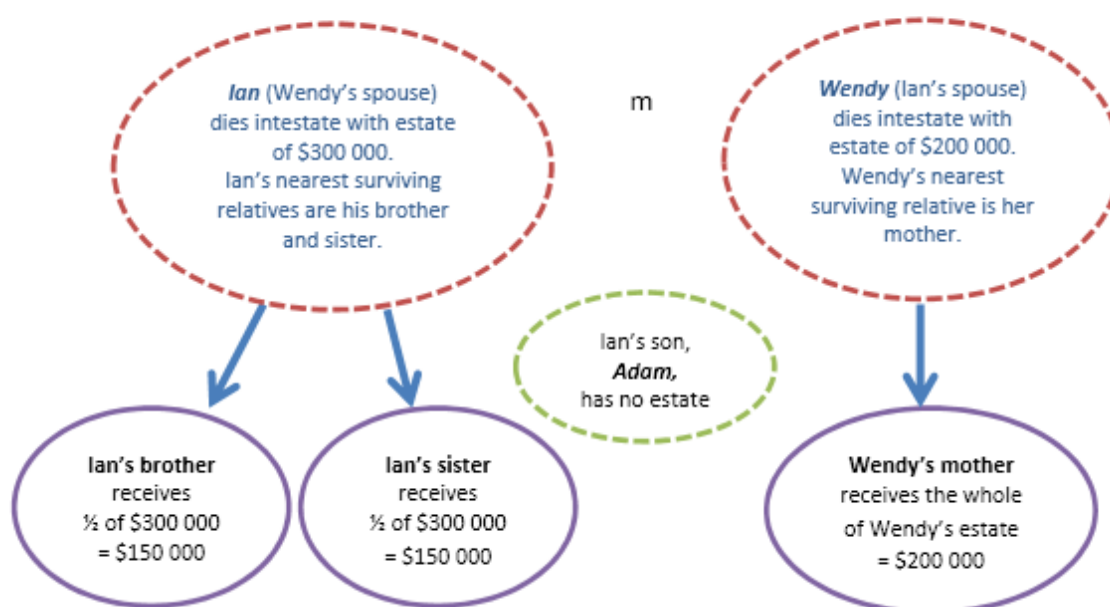 Ian (Wendy's spouse)
dies intestate with estate
of $300 000.
Ian's nearest surviving
relatives are his brother
and sister.
m
Wendy (Ian's spouse)
dies intestate with
estate of $200 000.
Wendy's nearest
surviving relative is her
mother.
Ian's son,
Adam,
has no estate
Ian's brother
receives
½ of $300 000
= $150 000
Ian's sister
receives
½ of $300 000
= $150 000
Wendy's mother
receives the whole
of Wendy's estate
= $200 000